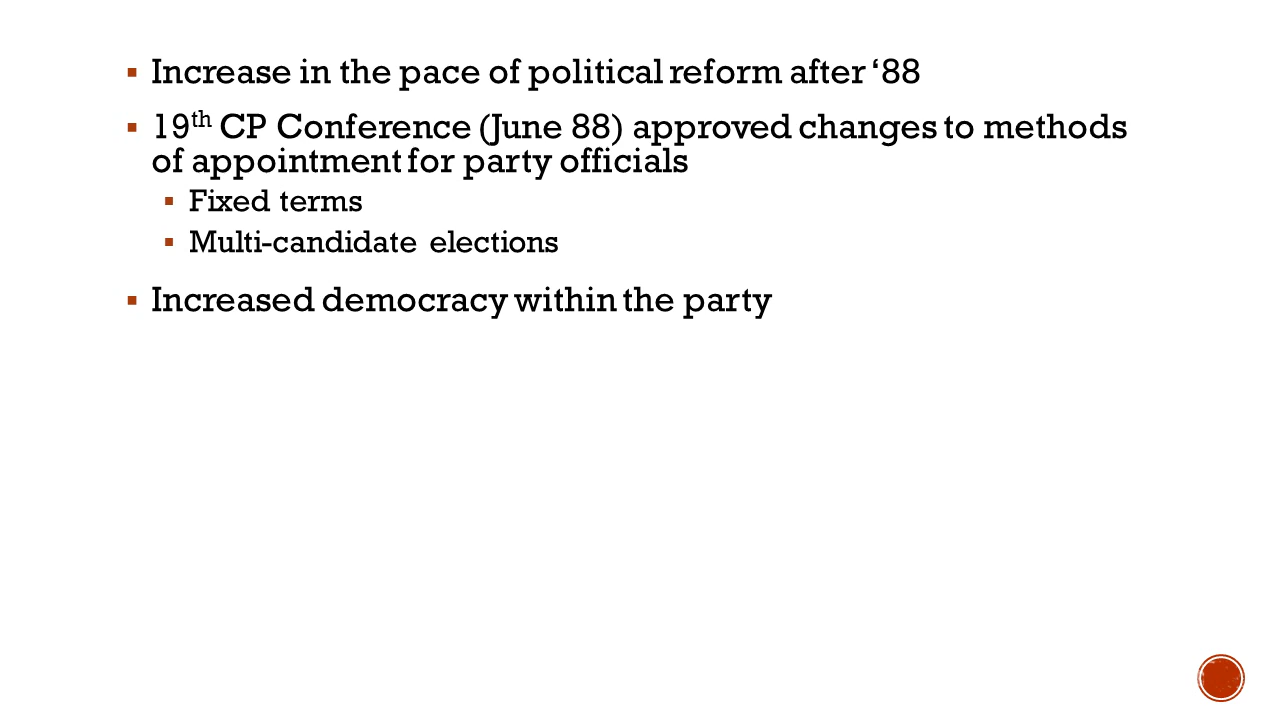 ▪ Increase in the pace of political reform after ‘88
▪ 19th CP Conference (June 88) approved changes to methods
of appointment for party officials
▪ Fixed terms
▪ Multi-candidate elections
▪ Increased democracy within the party